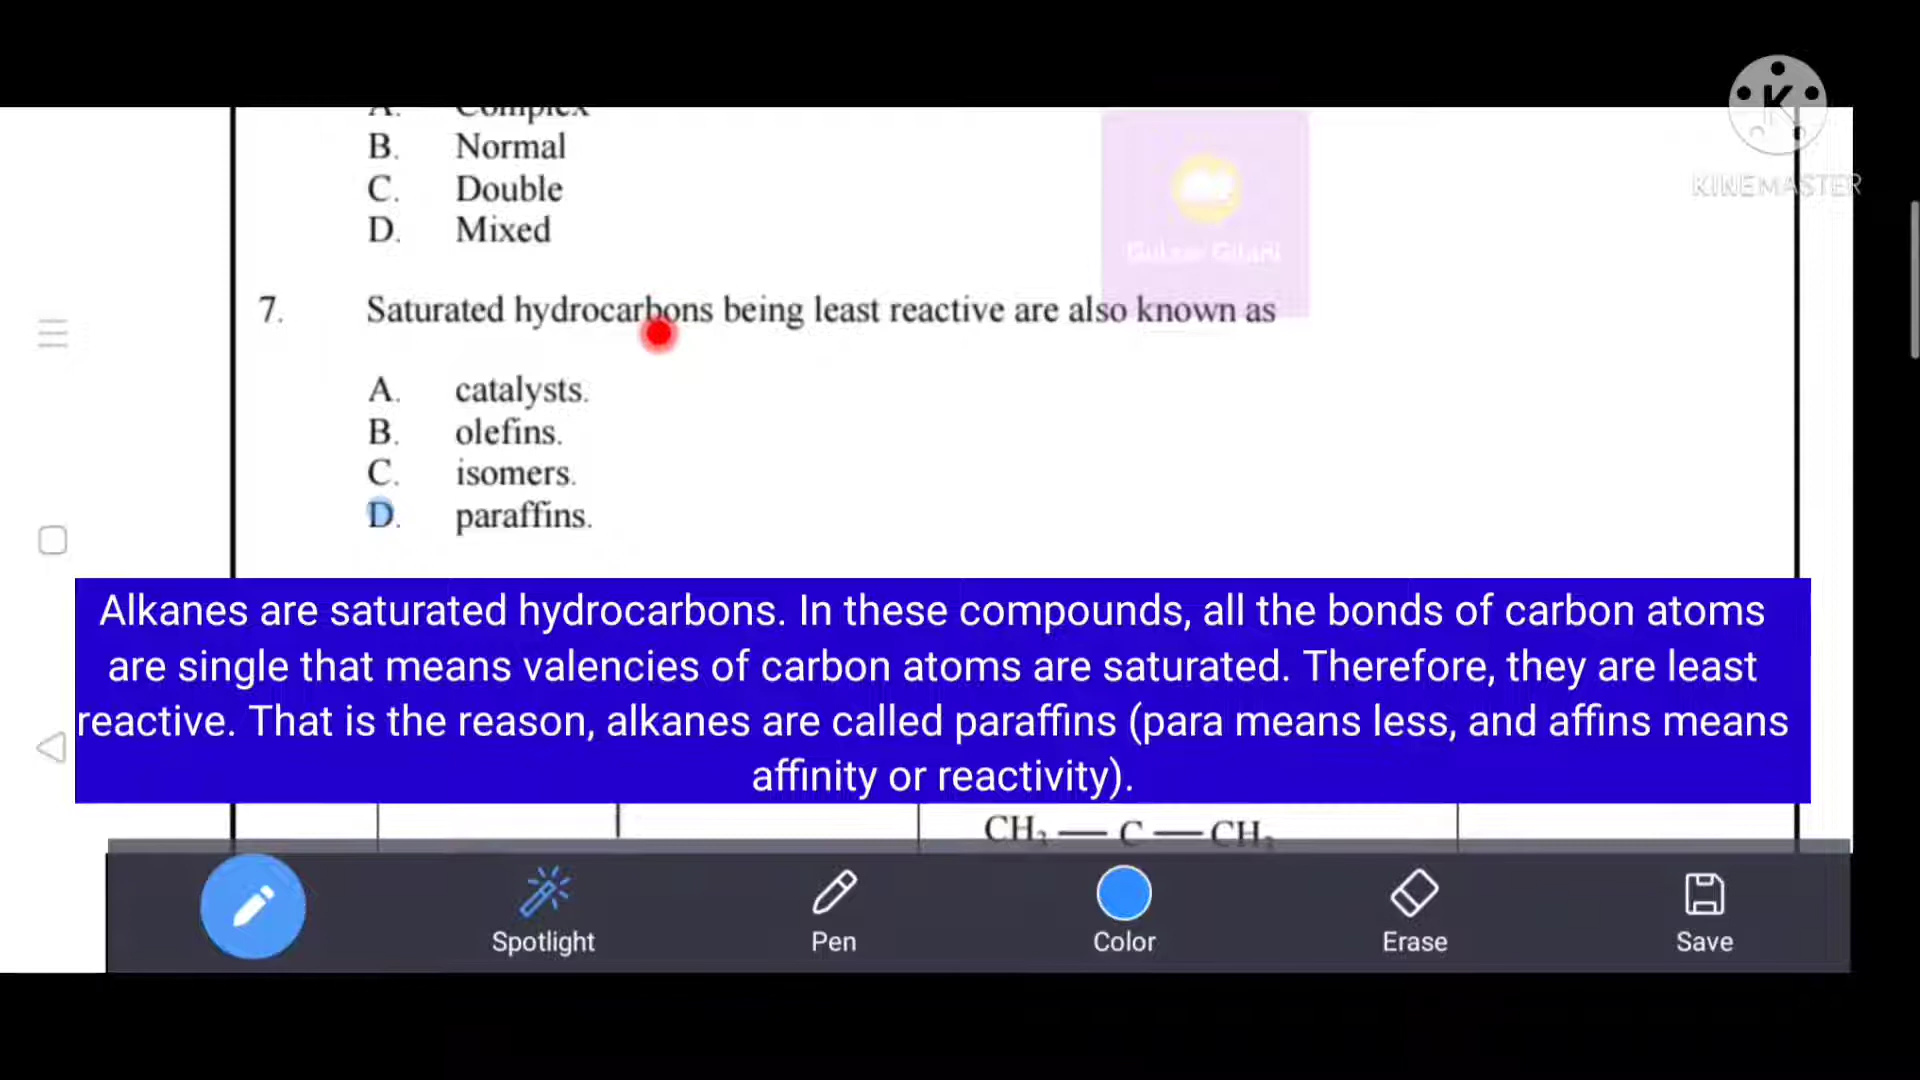 A. Complex
B. Normal
C. Double
D. Mixed
KINEMASTER
7. Saturated hydrocarbons being least reactive are also known as
A. catalysts.
B. olefins.
C. isomers.
D. paraffins.
Alkanes are saturated hydrocarbons. In these compounds, all the bonds of carbon atoms
are single that means valencies of carbon atoms are saturated. Therefore, they are least
reactive. That is the reason, alkanes are called paraffins (para means less, and affins means
affinity or reactivity).
CH₃ — C — CH₃
Spotlight Pen Color Erase Save